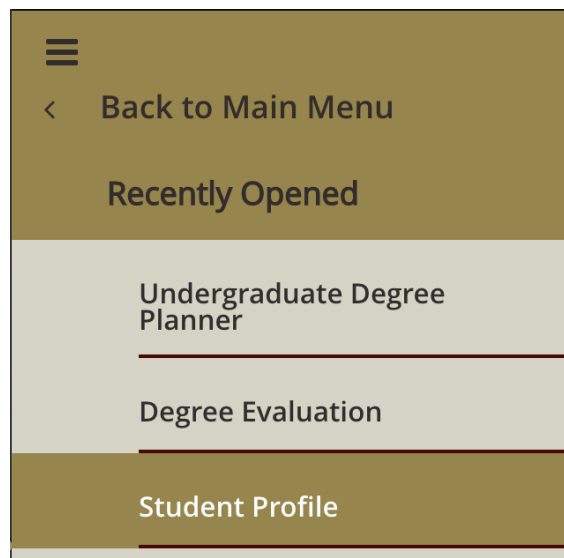 Back to Main Menu
Recently Opened
Undergraduate Degree
Planner
Degree Evaluation
Student Profile